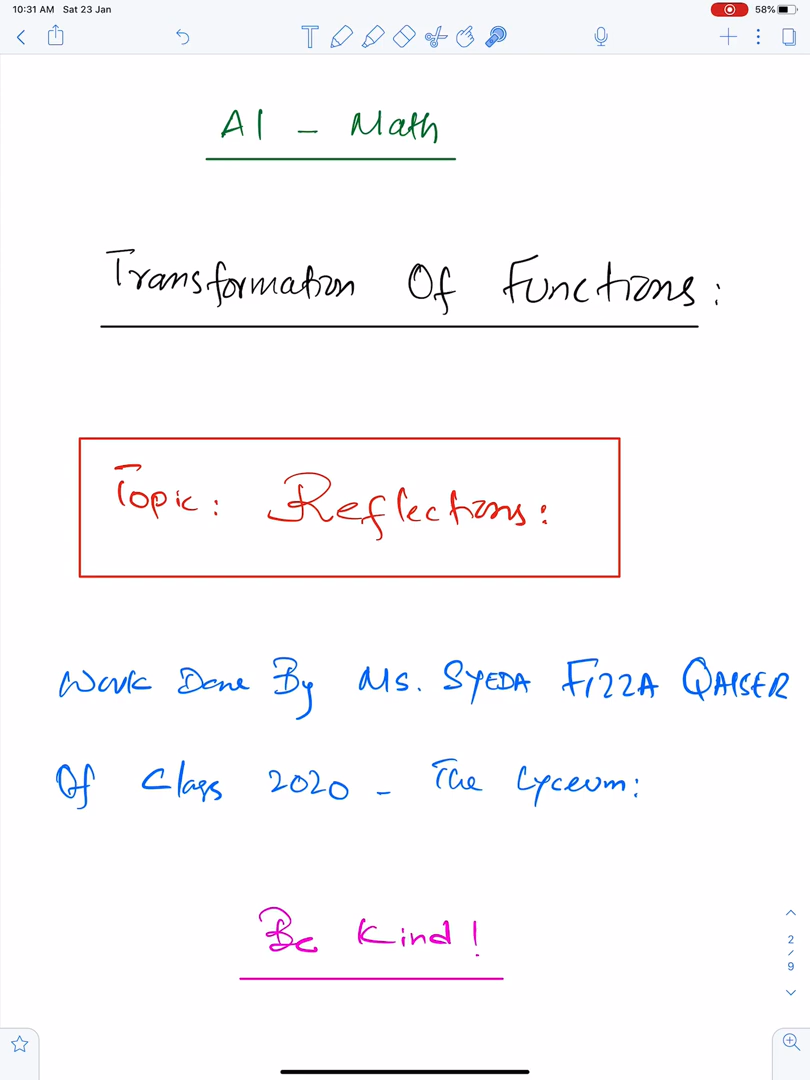 10:31 AM Sat 23 Jan 58%
T
A1 - Math
Transformation Of Functions:
Topic: Reflections:
Work Done By Ms. SYEDA FIZZA QAISER
Of Class 2020 - The Lyceum:
Be Kind!
2
/
9